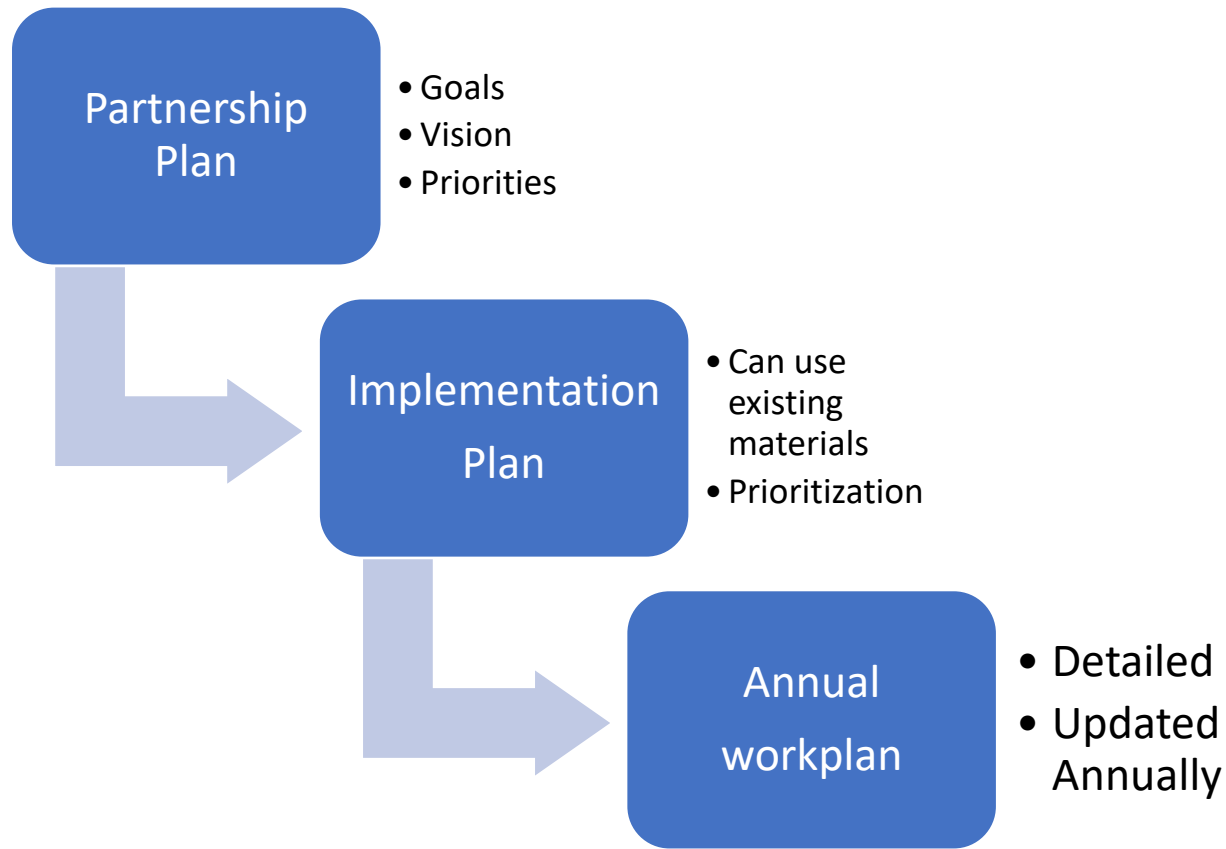 Partnership
Plan
• Goals
• Vision
• Priorities
Implementation
Plan
• Can use
existing
materials
• Prioritization
Annual
workplan
• Detailed
• Updated
Annually